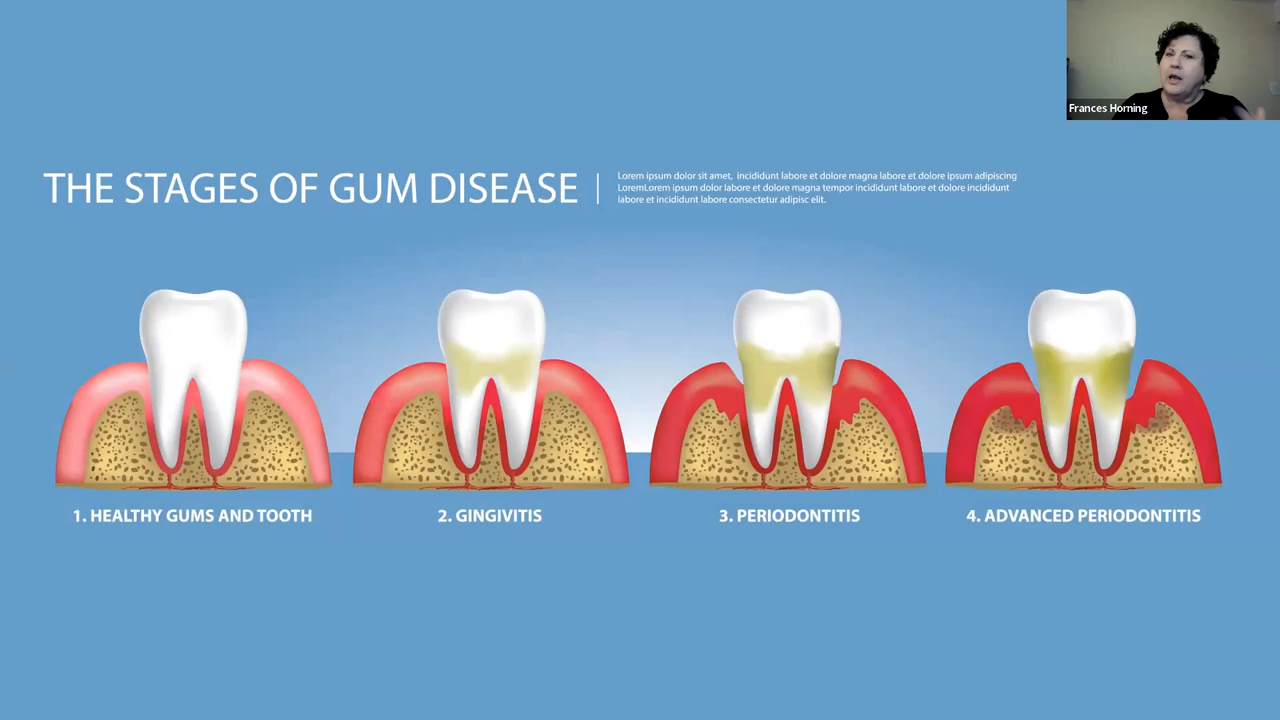 Frances Horning
THE STAGES OF GUM DISEASE
Lorem ipsum dolor sit amet, incididunt labore et dolore magna labore et dolore ipsum adipiscing
LoremLorem ipsum dolor labore et dolore magna tempor incididunt labore et dolore incididunt
labore et incididunt labore consectetur adipisc elit.
1. HEALTHY GUMS AND TOOTH
2. GINGIVITIS
3. PERIODONTITIS
4. ADVANCED PERIODONTITIS